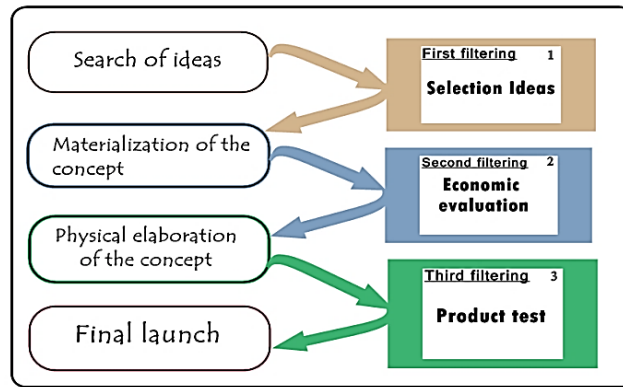 Search of ideas
First filtering 1
Selection Ideas
Materialization of the
concept
Second filtering 2
Economic
evaluation
Physical elaboration
of the concept
Third filtering 3
Product test
Final launch